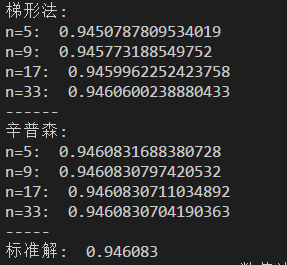 梯形法:
n=5:  0.9450787809534019
n=9:  0.945773188549752
n=17:  0.9459962252423758
n=33:  0.9460600238880433
------
辛普森:
n=5:  0.9460831688380728
n=9:  0.9460830797420532
n=17:  0.9460830711034892
n=33:  0.9460830704190363
-----
标准解:  0.946083